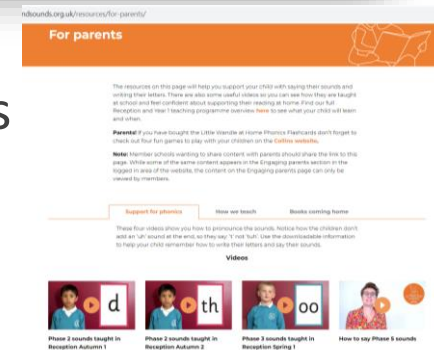 ndsounds.org.uk/resources/for-parents/
For parents
s
The resources on this page will help you support your child with saying their sounds and
writing their letters. There are also some useful videos so you can see how they are taught
at school and feel confident about supporting their reading at home. Find our full
Reception and Year 1 teaching programme overview here to see what your child will learn
and when.
Parents! If you have bought the Little Wandle at Home Phonics Flashcards don't forget to
check out four fun games to play with your children on the Collins website.
Note! Member schools wanting to share content with parents should share the link to this
page. While some of the same content appears in the Engaging parents section in the
logged in area of the website, the content on the Engaging parents page can only be
viewed by members.
Support for phonics How we teach Books coming home
These four videos show you how to pronounce the sounds. Notice how the children don't
add an 'uh' sound at the end, so they say 't' not 'tuh'. Use the downloadable information
to help your child remember how to write their letters and say their sounds.
Videos
d th oo
Phase 2 sounds taught in Phase 2 sounds taught in Phase 3 sounds taught in How to say Phase 5 sounds
Reception Autumn 1 Reception Autumn 2 Reception Spring 1